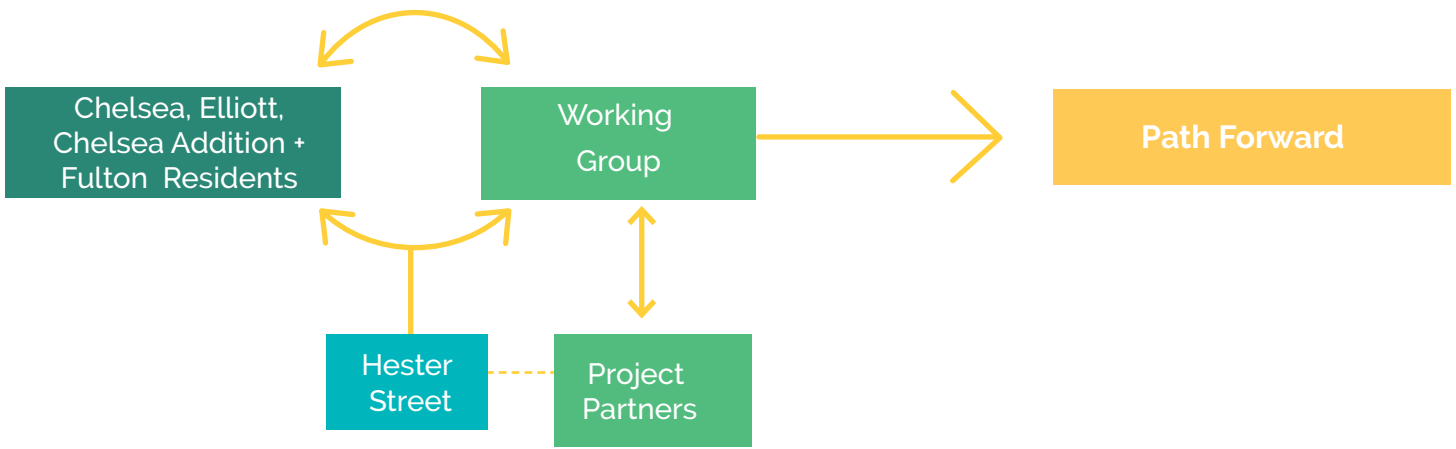 Chelsea, Elliott,
Chelsea Addition +
Fulton Residents
Working
Group
Path Forward
Hester
Street
Project
Partners